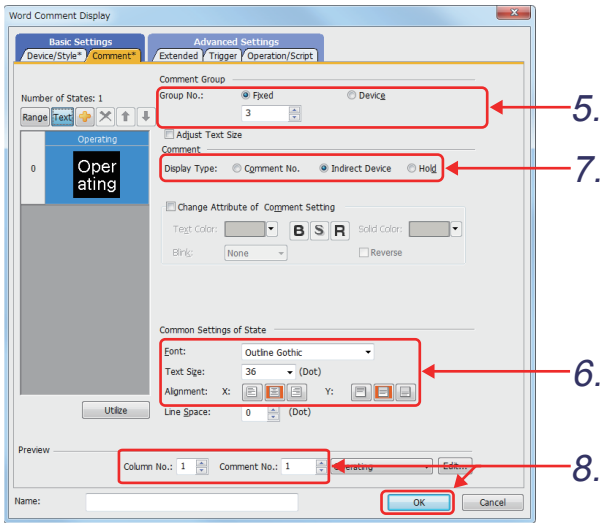 Word Comment Display
Basic Settings
Advanced Settings
Device/Style* Comment* Extended Trigger Operation/Script
Comment Group
Number of States: 1
Group No.: Fixed Device
3
5.
Range Text
Adjust Text Size
Operating
Comment
0
Oper
ating
Display Type: Comment No. Indirect Device Hold
7.
Change Attribute of Comment Setting
Text Color: B S R Solid Color:
Blink: None Reverse
Common Settings of State
Font: Outline Gothic
Text Size: 36 (Dot)
6.
Alignment: X: Y:
Utilize
Line Space: 0 (Dot)
Preview
Column No.: 1 Comment No.: 1 Operating Edit...
8.
Name:
OK Cancel